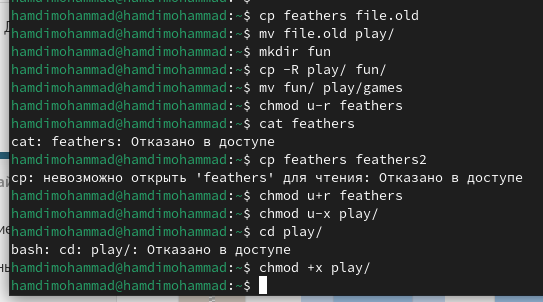 hamdimohammad@hamdimohammad:~$ cp feathers file.old
hamdimohammad@hamdimohammad:~$ mv file.old play/
hamdimohammad@hamdimohammad:~$ mkdir fun
hamdimohammad@hamdimohammad:~$ cp -R play/ fun/
hamdimohammad@hamdimohammad:~$ mv fun/ play/games
hamdimohammad@hamdimohammad:~$ chmod u-r feathers
hamdimohammad@hamdimohammad:~$ cat feathers
cat: feathers: Отказано в доступе
hamdimohammad@hamdimohammad:~$ cp feathers feathers2
cp: невозможно открыть 'feathers' для чтения: Отказано в доступе
hamdimohammad@hamdimohammad:~$ chmod u+r feathers
hamdimohammad@hamdimohammad:~$ chmod u-x play/
hamdimohammad@hamdimohammad:~$ cd play/
bash: cd: play/: Отказано в доступе
hamdimohammad@hamdimohammad:~$ chmod +x play/
hamdimohammad@hamdimohammad:~$